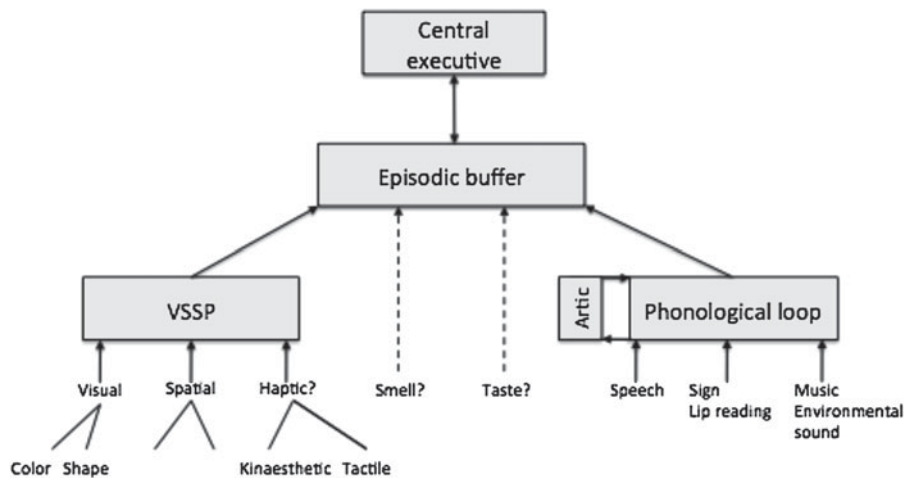 Central
executive
Episodic buffer
VSSP
Artic
Phonological loop
Visual
Spatial
Haptic?
Smell?
Taste?
Speech
Sign
Lip reading
Music
Environmental
sound
Color
Shape
Kinaesthetic
Tactile